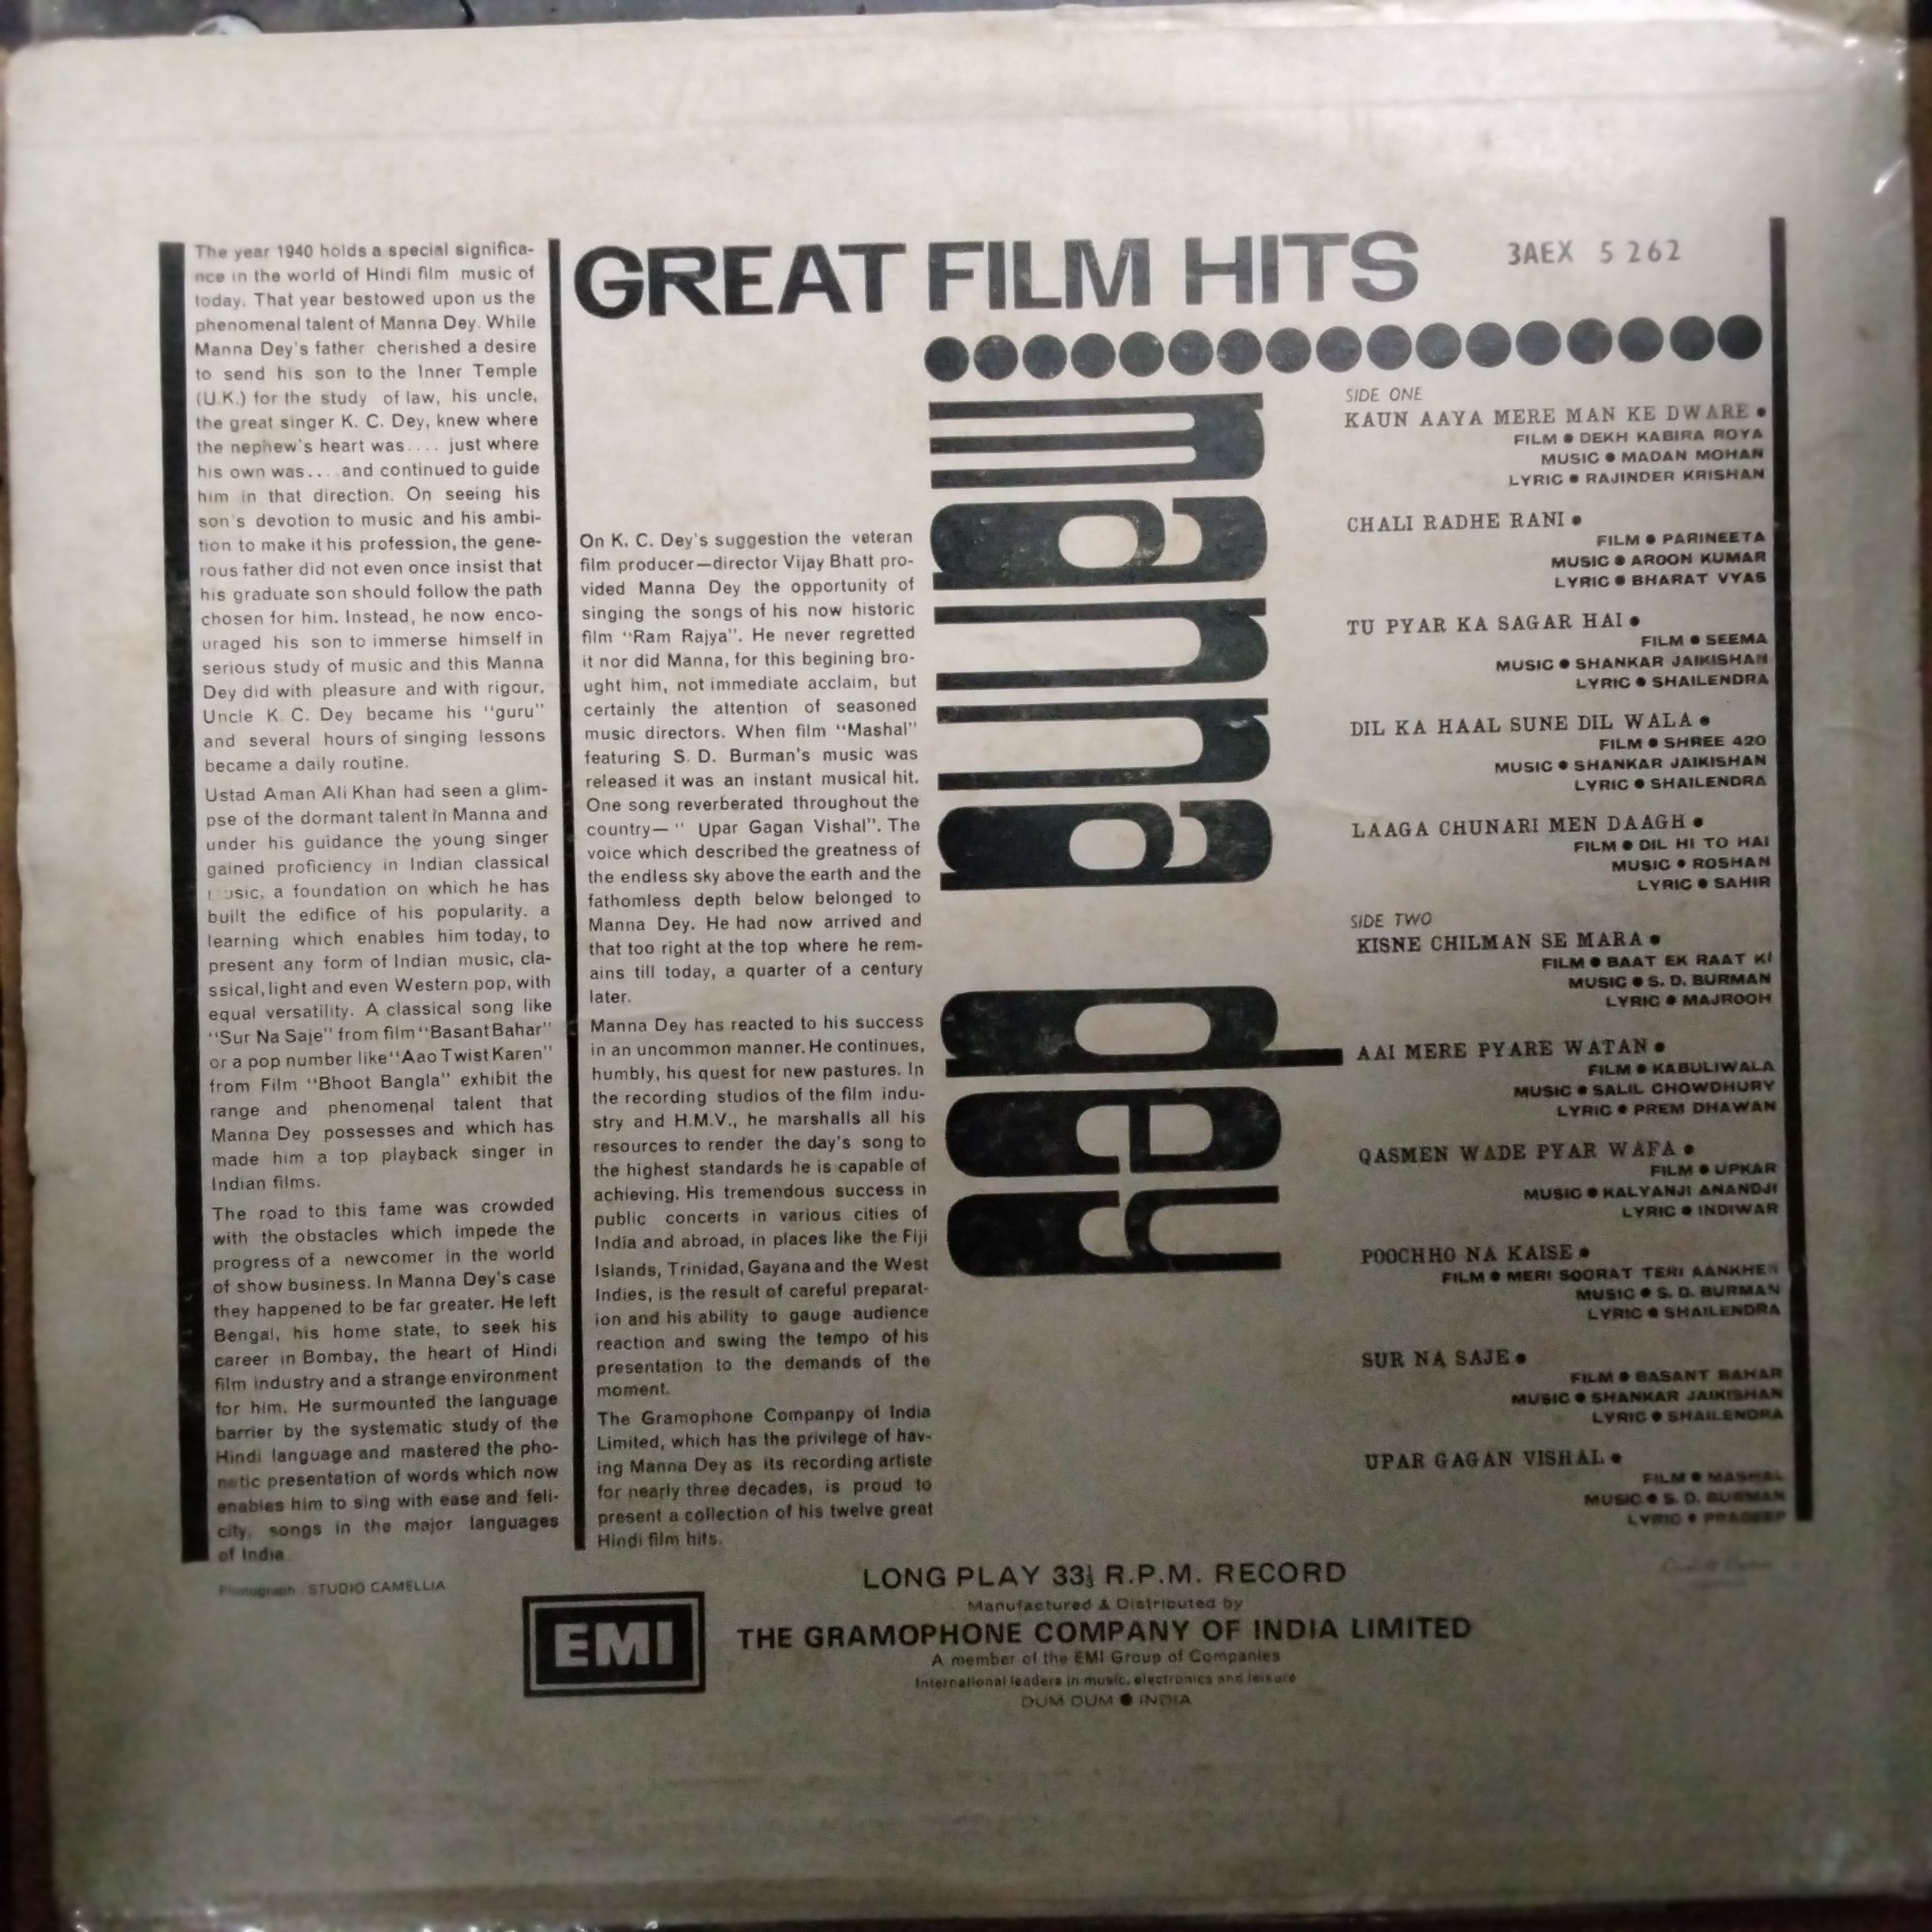 The year 1940 holds a special significa-
nce in the world of Hindi film music of
today. That year bestowed upon us the
phenomenal talent of Manna Dey. While
Manna Dey's father cherished a desire
to send his son to the Inner Temple
(U.K.) for the study of law, his uncle,
the great singer K. C. Dey, knew where
the nephew's heart was.... just where
his own was.... and continued to guide
him in that direction. On seeing his
son's devotion to music and his ambi-
tion to make it his profession, the gene-
rous father did not even once insist that
his graduate son should follow the path
chosen for him. Instead, he now enco-
uraged his son to immerse himself in
serious study of music and this Manna
Dey did with pleasure and with rigour.
Uncle K. C. Dey became his "guru"
and several hours of singing lessons
became a daily routine.
Ustad Aman Ali Khan had seen a glim-
pse of the dormant talent in Manna and
under his guidance the young singer
gained proficiency in Indian classical
music, a foundation on which he has
built the edifice of his popularity. a
learning which enables him today, to
present any form of Indian music, cla-
ssical, light and even Western pop, with
equal versatility. A classical song like
"Sur Na Saje" from film "Basant Bahar"
or a pop number like "Aao Twist Karen"
from Film "Bhoot Bangla" exhibit the
range and phenomenal talent that
Manna Dey possesses and which has
made him a top playback singer in
Indian films.
The road to this fame was crowded
with the obstacles which impede the
progress of a newcomer in the world
of show business. In Manna Dey's case
they happened to be far greater. He left
Bengal, his home state, to seek his
career in Bombay, the heart of Hindi
film industry and a strange environment
for him. He surmounted the language
barrier by the systematic study of the
Hindi language and mastered the pho-
netic presentation of words which now
enables him to sing with ease and feli-
city, songs in the major languages
of India.
Photograph : STUDIO CAMELLIA
GREAT FILM HITS
3AEX 5262
manna dey
On K. C. Dey's suggestion the veteran
film producer—director Vijay Bhatt pro-
vided Manna Dey the opportunity of
singing the songs of his now historic
film "Ram Rajya". He never regretted
it nor did Manna, for this begining bro-
ught him, not immediate acclaim, but
certainly the attention of seasoned
music directors. When film "Mashal"
featuring S. D. Burman's music was
released it was an instant musical hit.
One song reverberated throughout the
country— " Upar Gagan Vishal". The
voice which described the greatness of
the endless sky above the earth and the
fathomless depth below belonged to
Manna Dey. He had now arrived and
that too right at the top where he rem-
ains till today, a quarter of a century
later.
Manna Dey has reacted to his success
in an uncommon manner. He continues,
humbly, his quest for new pastures. In
the recording studios of the film indu-
stry and H.M.V., he marshalls all his
resources to render the day's song to
the highest standards he is capable of
achieving. His tremendous success in
public concerts in various cities of
India and abroad, in places like the Fiji
Islands, Trinidad, Gayana and the West
Indies, is the result of careful preparat-
ion and his ability to gauge audience
reaction and swing the tempo of his
presentation to the demands of the
moment.
The Gramophone Companpy of India
Limited, which has the privilege of hav-
ing Manna Dey as its recording artiste
for nearly three decades, is proud to
present a collection of his twelve great
Hindi film hits.
SIDE ONE
KAUN AAYA MERE MAN KE DWARE ●
FILM ● DEKH KABIRA ROYA
MUSIC ● MADAN MOHAN
LYRIC ● RAJINDER KRISHAN
CHALI RADHE RANI ●
FILM ● PARINEETA
MUSIC ● AROON KUMAR
LYRIC ● BHARAT VYAS
TU PYAR KA SAGAR HAI ●
FILM ● SEEMA
MUSIC ● SHANKAR JAIKISHAN
LYRIC ● SHAILENDRA
DIL KA HAAL SUNE DIL WALA ●
FILM ● SHREE 420
MUSIC ● SHANKAR JAIKISHAN
LYRIC ● SHAILENDRA
LAAGA CHUNARI MEN DAAGH ●
FILM ● DIL HI TO HAI
MUSIC ● ROSHAN
LYRIC ● SAHIR
SIDE TWO
KISNE CHILMAN SE MARA ●
FILM ● BAAT EK RAAT KI
MUSIC ● S. D. BURMAN
LYRIC ● MAJROOH
AAI MERE PYARE WATAN ●
FILM ● KABULIWALA
MUSIC ● SALIL CHOWDHURY
LYRIC ● PREM DHAWAN
QASMEN WADE PYAR WAFA ●
FILM ● UPKAR
MUSIC ● KALYANJI ANANDJI
LYRIC ● INDIWAR
POOCHHO NA KAISE ●
FILM ● MERI SOORAT TERI AANKHEN
MUSIC ● S. D. BURMAN
LYRIC ● SHAILENDRA
SUR NA SAJE ●
FILM ● BASANT BAHAR
MUSIC ● SHANKAR JAIKISHAN
LYRIC ● SHAILENDRA
UPAR GAGAN VISHAL ●
FILM ● MASHAL
MUSIC ● S. D. BURMAN
LYRIC ● PRADEEP
EMI
LONG PLAY 33⅓ R.P.M. RECORD
Manufactured & Distributed by
THE GRAMOPHONE COMPANY OF INDIA LIMITED
A member of the EMI Group of Companies
International leaders in music, electronics and leisure
DUM DUM ● INDIA